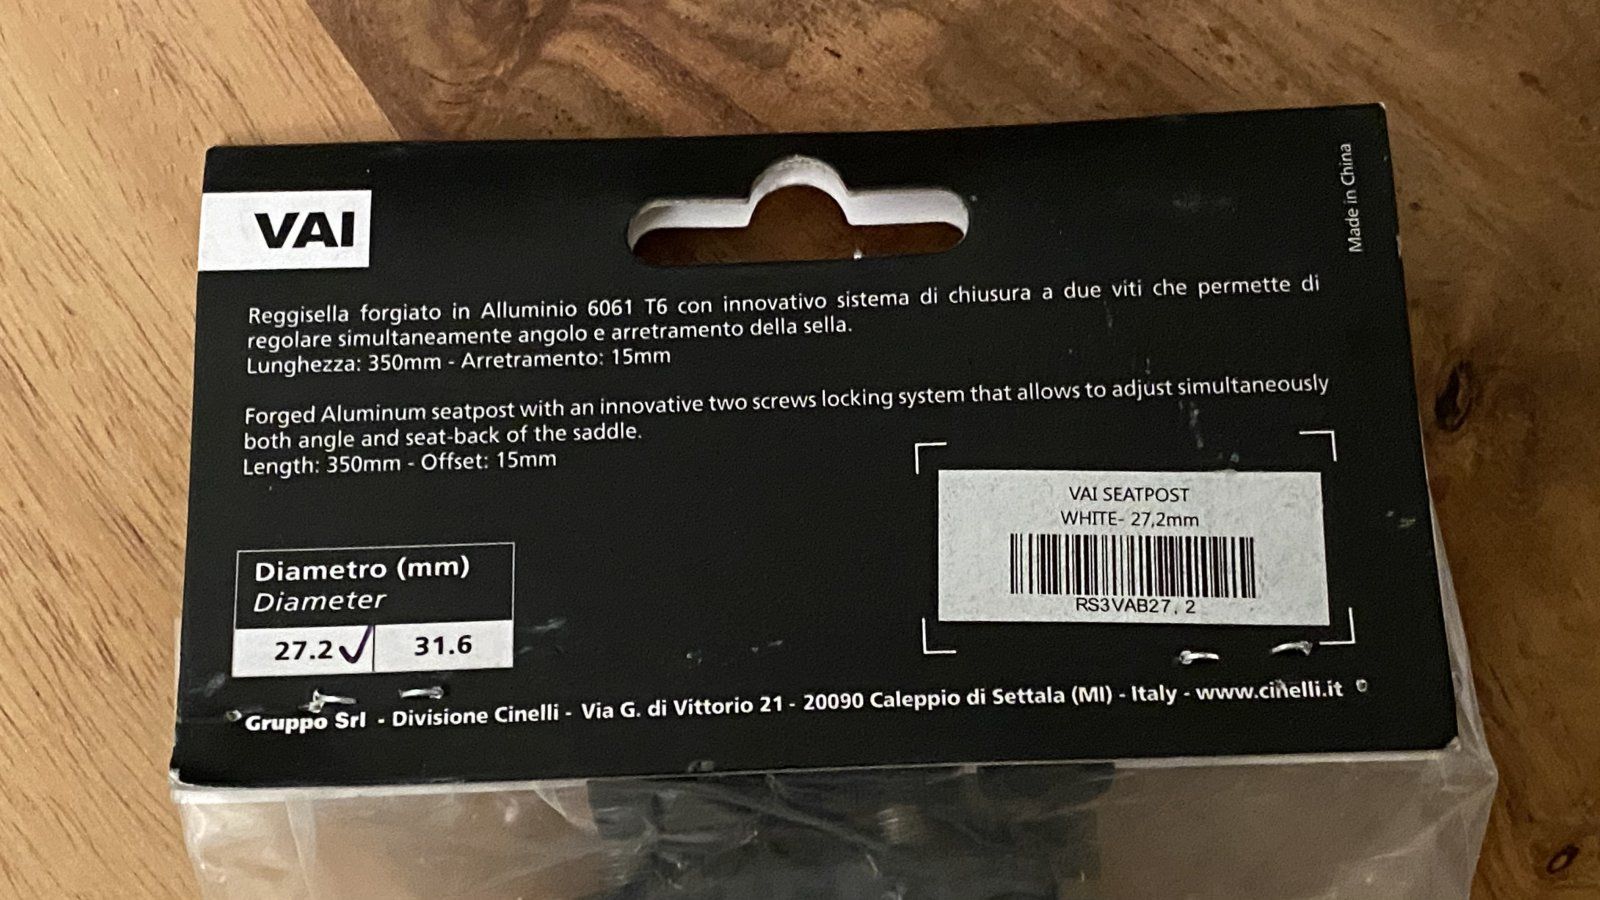 VAI
Made in China
Reggisella forgiato in Alluminio 6061 T6 con innovativo sistema di chiusura a due viti che permette di
regolare simultaneamente angolo e arretramento della sella.
Lunghezza: 350mm - Arretramento: 15mm
Forged Aluminum seatpost with an innovative two screws locking system that allows to adjust simultaneously
both angle and seat-back of the saddle.
Length: 350mm - Offset: 15mm
VAI SEATPOST
WHITE- 27,2mm
RS3VAB27.2
Diametro (mm)
Diameter
27.2 ✓ 31.6
Gruppo Srl - Divisione Cinelli - Via G. di Vittorio 21 - 20090 Caleppio di Settala (MI) - Italy - www.cinelli.it